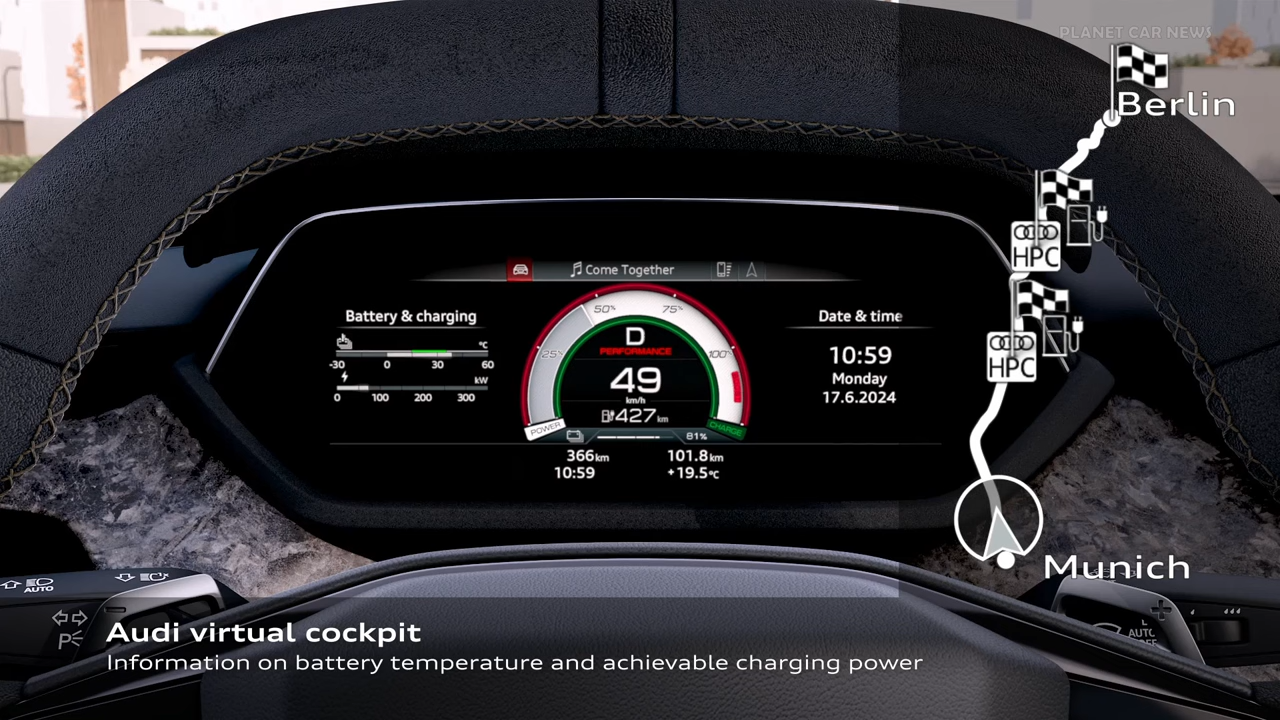 PLANET CAR NEWS
Berlin
HPC
HPC
Munich
Come Together
Battery & charging
°C
-30 0 30 60
kW
0 100 200 300
25% 50% 75% 100%
D
PERFORMANCE
49
km/h
427 km
POWER
CHARGE
81%
366 km 101.8 km
10:59 +19.5 °C
Date & time
10:59
Monday
17.6.2024
AUTO
P
AUTO
OFF
Audi virtual cockpit
Information on battery temperature and achievable charging power